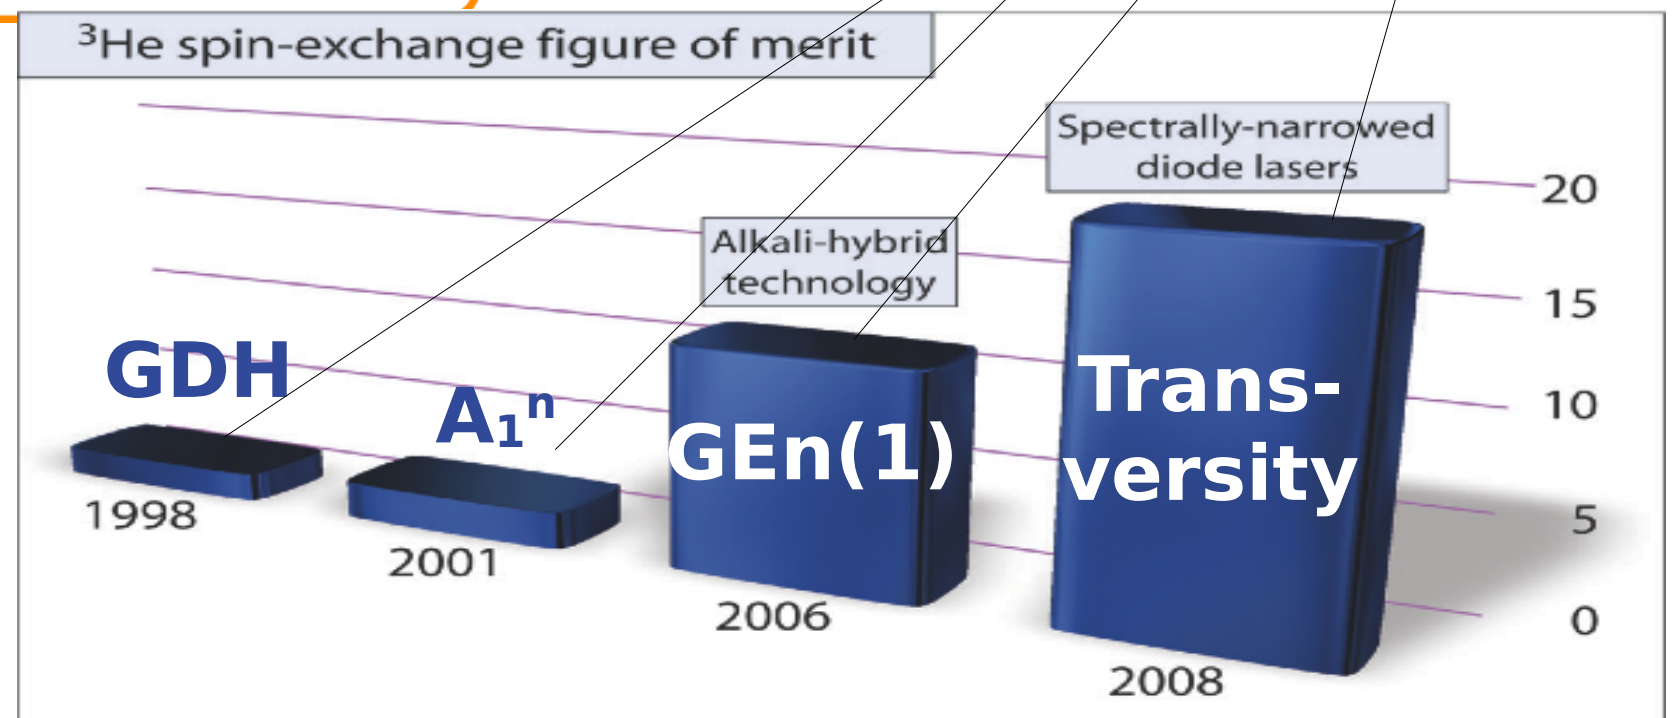 ³He spin-exchange figure of merit
Spectrally-narrowed
diode lasers
20
Alkali-hybrid
technology
15
GDH
A₁ⁿ
GEn(1)
Trans-
versity
10
5
0
1998
2001
2006
2008